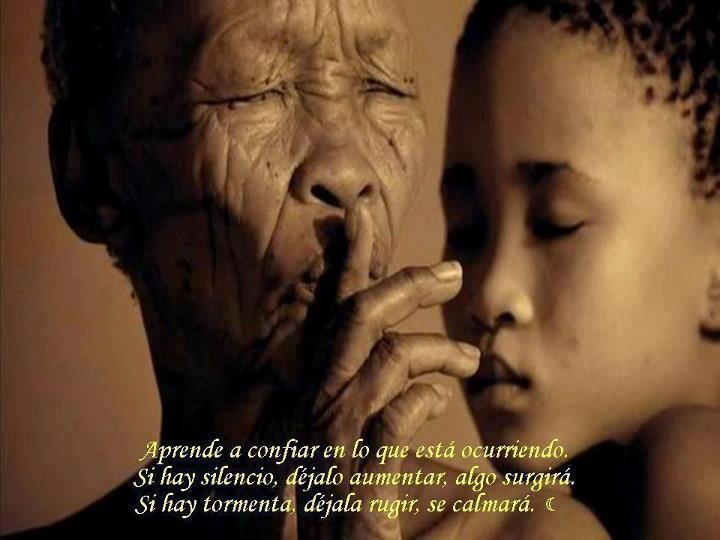 Aprende a confiar en lo que está ocurriendo.
Si hay silencio, déjalo aumentar, algo surgirá.
Si hay tormenta, déjala rugir, se calmará. ☾